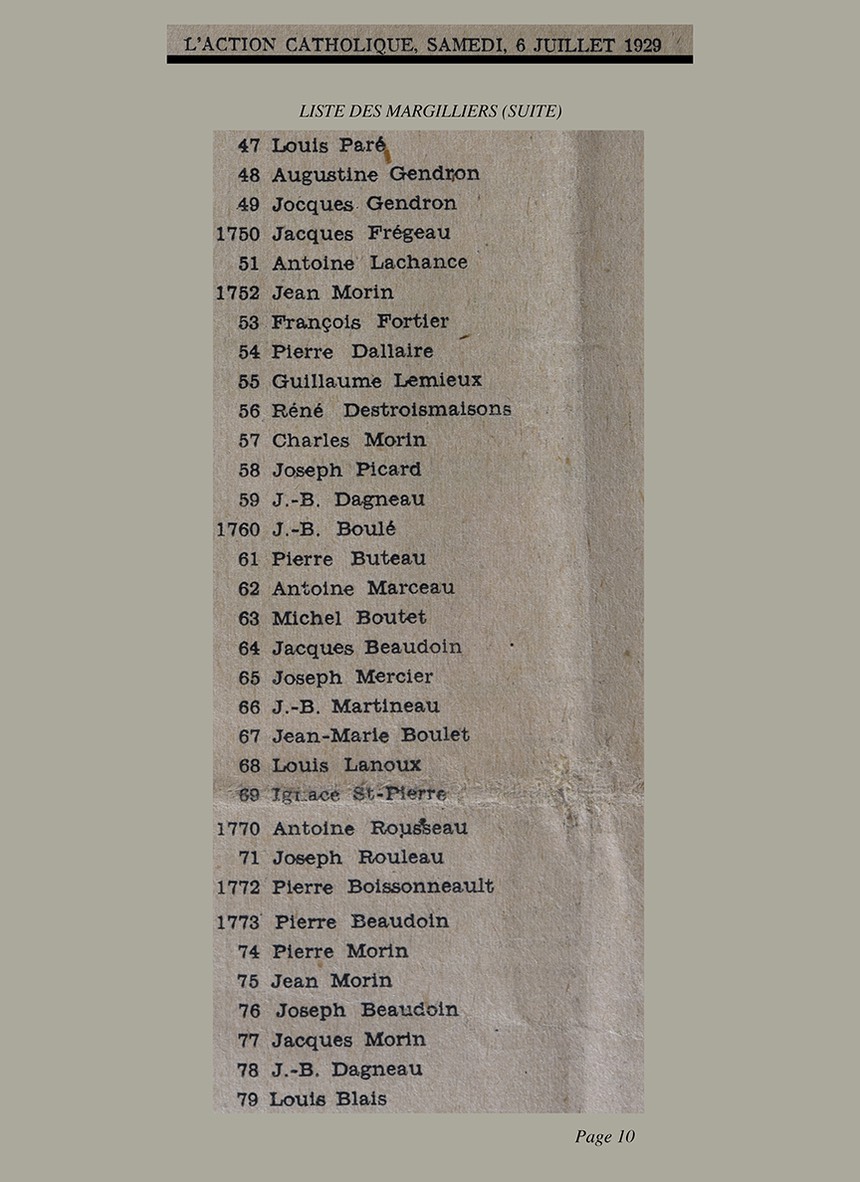 L'ACTION CATHOLIQUE, SAMEDI, 6 JUILLET 1929
LISTE DES MARGILLIERS (SUITE)
47 Louis Paré
48 Augustine Gendron
49 Jocques Gendron
1750 Jacques Frégeau
51 Antoine Lachance
1752 Jean Morin
53 François Fortier
54 Pierre Dallaire
55 Guillaume Lemieux
56 Réné Destroismaisons
57 Charles Morin
58 Joseph Picard
59 J.-B. Dagneau
1760 J.-B. Boulé
61 Pierre Buteau
62 Antoine Marceau
63 Michel Boutet
64 Jacques Beaudoin
65 Joseph Mercier
66 J.-B. Martineau
67 Jean-Marie Boulet
68 Louis Lanoux
69 Ignace St-Pierre
1770 Antoine Rousseau
71 Joseph Rouleau
1772 Pierre Boissonneault
1773 Pierre Beaudoin
74 Pierre Morin
75 Jean Morin
76 Joseph Beaudoin
77 Jacques Morin
78 J.-B. Dagneau
79 Louis Blais
Page 10